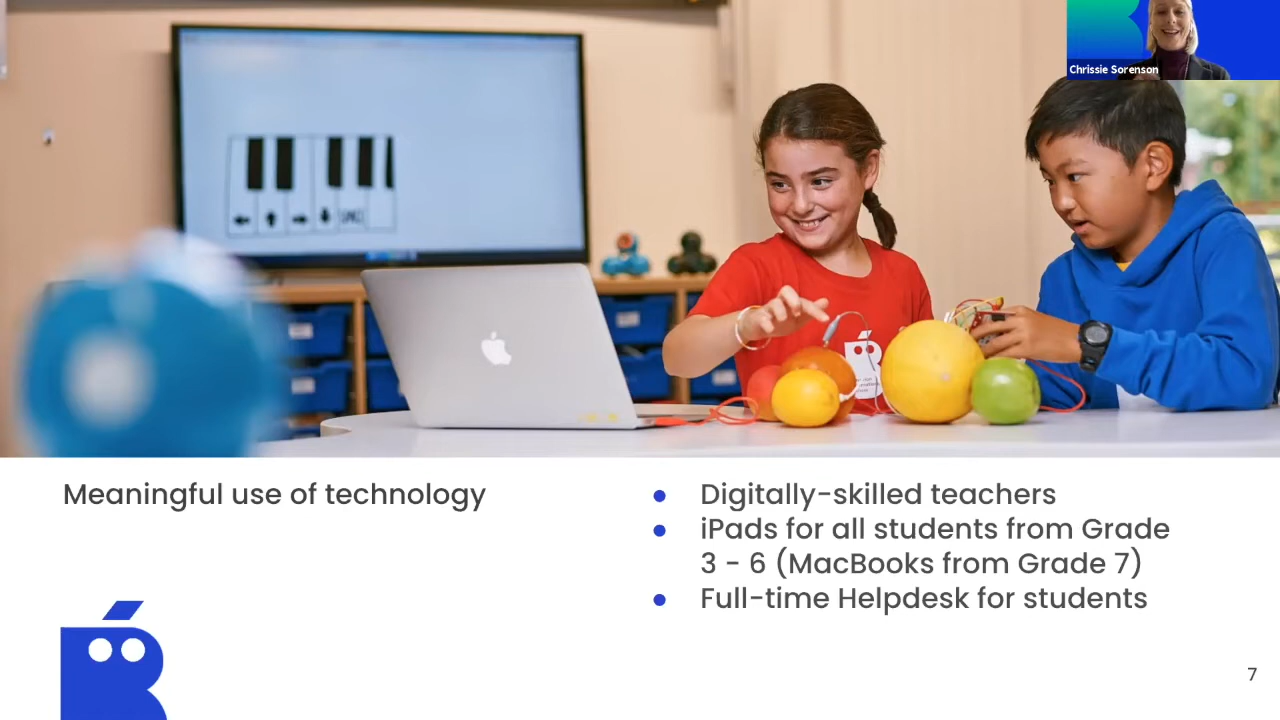 Chrissie Sorenson
Meaningful use of technology
● Digitally-skilled teachers
● iPads for all students from Grade
3 - 6 (MacBooks from Grade 7)
● Full-time Helpdesk for students
7